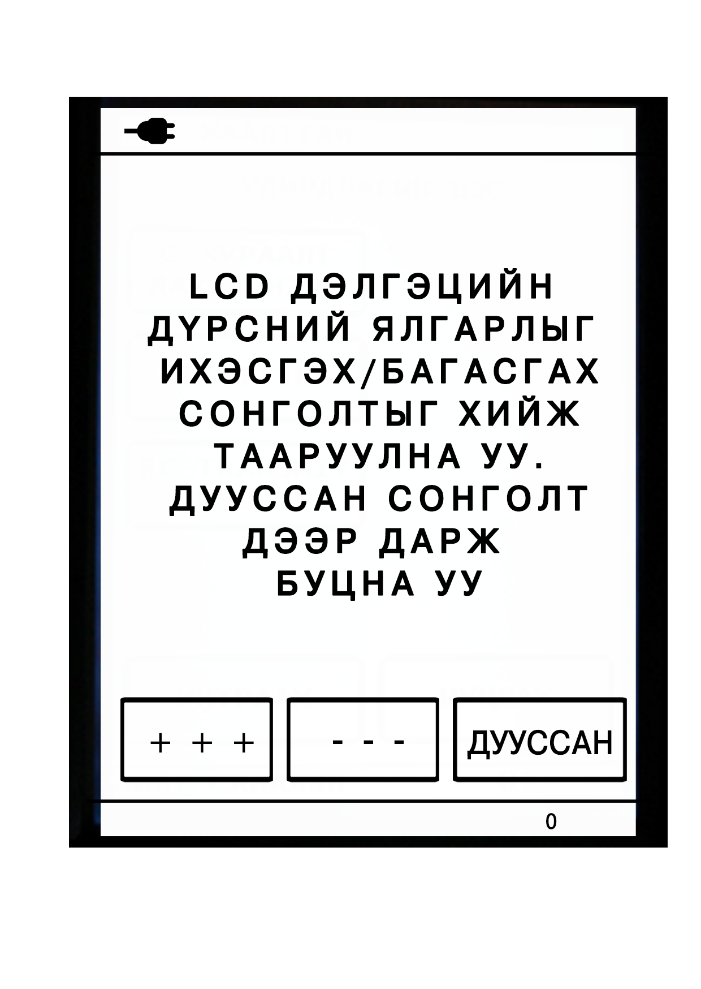 LCD ДЭЛГЭЦИЙН
ДҮРСНИЙ ЯЛГАРЛЫГ
ИХЭСГЭХ/БАГАСГАХ
СОНГОЛТЫГ ХИЙЖ
ТААРУУЛНА УУ.
ДУУССАН СОНГОЛТ
ДЭЭР ДАРЖ
БУЦНА УУ
+ + + - - - ДУУССАН
0